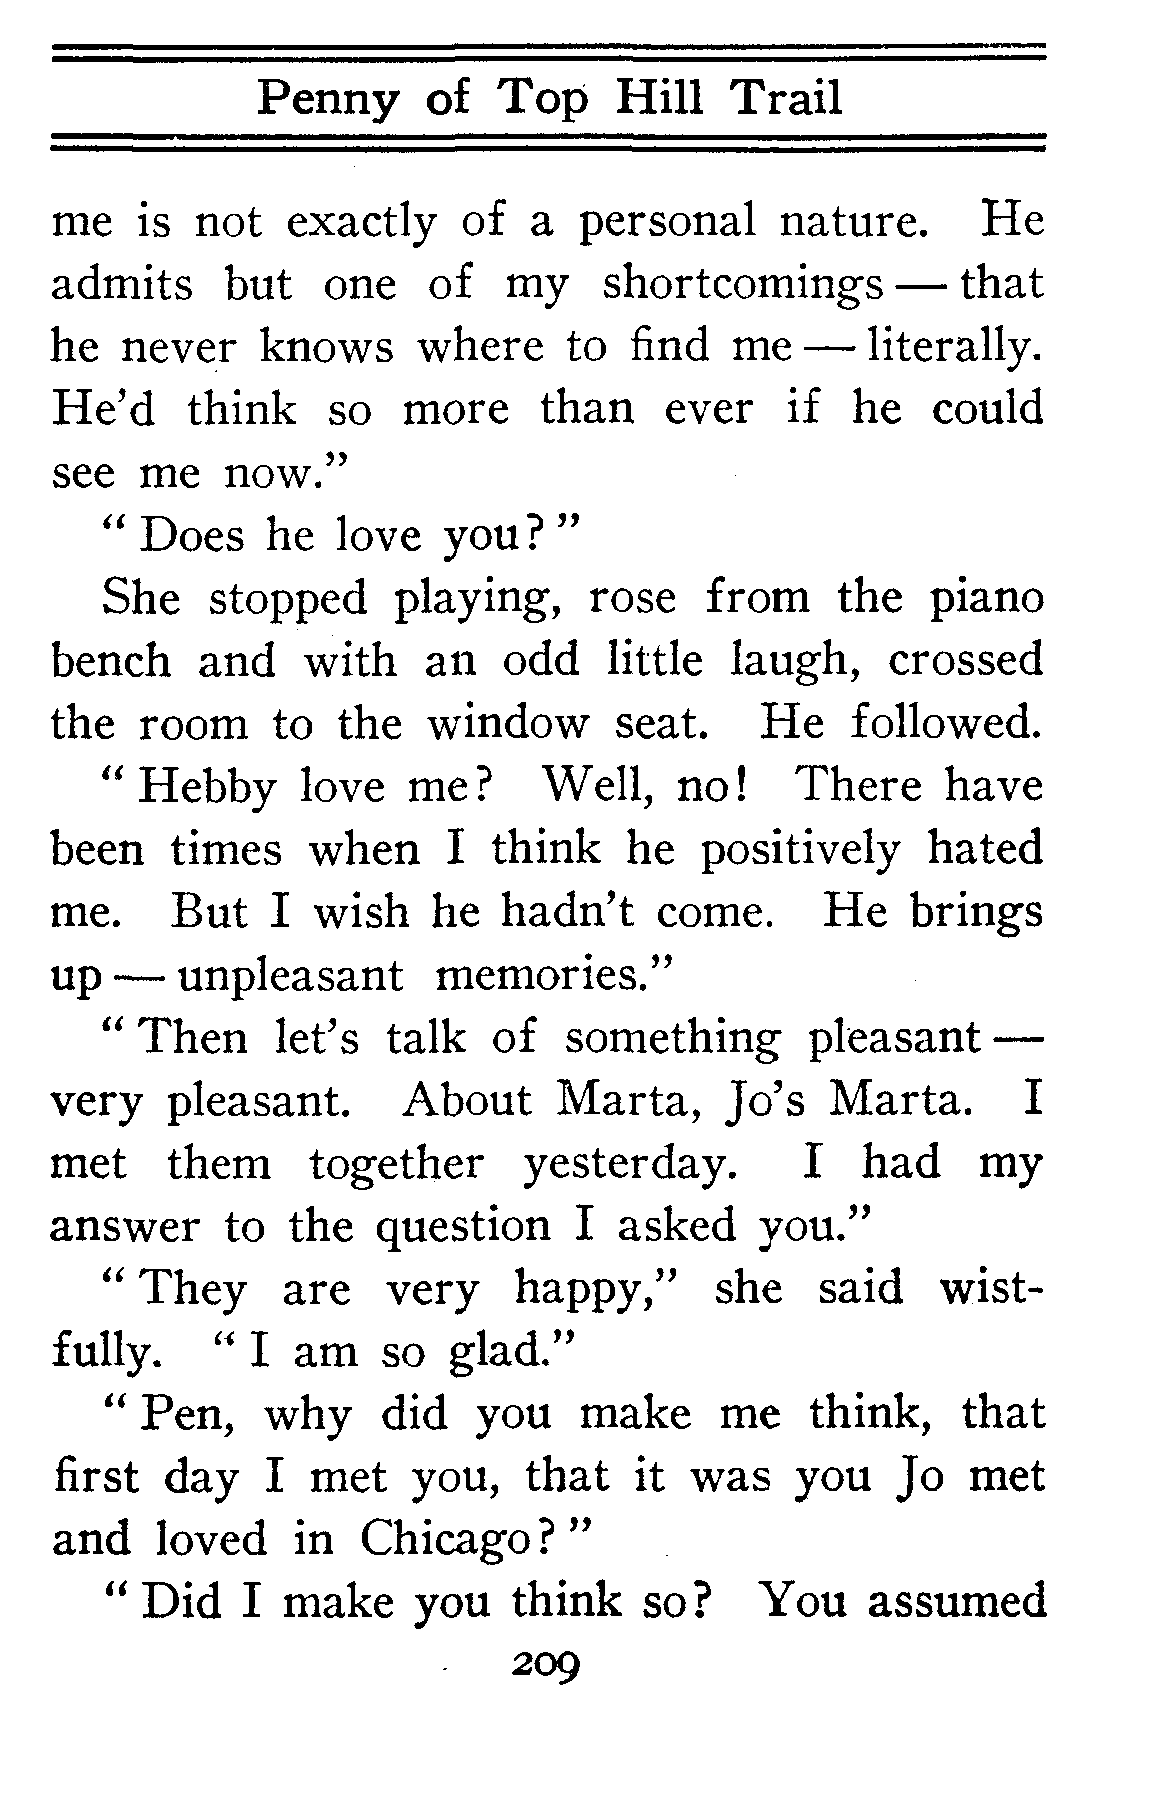 Penny of Top Hill Trail
me is not exactly of a personal nature. He
admits but one of my shortcomings — that
he never knows where to find me — literally.
He’d think so more than ever if he could
see me now.”
“ Does he love you? ”
She stopped playing, rose from the piano
bench and with an odd little laugh, crossed
the room to the window seat. He followed.
“ Hebby love me? Well, no! There have
been times when I think he positively hated
me. But I wish he hadn’t come. He brings
up — unpleasant memories.”
“ Then let’s talk of something pleasant —
very pleasant. About Marta, Jo’s Marta. I
met them together yesterday. I had my
answer to the question I asked you.”
“ They are very happy,” she said wist-
fully. “ I am so glad.”
“ Pen, why did you make me think, that
first day I met you, that it was you Jo met
and loved in Chicago? ”
“ Did I make you think so? You assumed
209